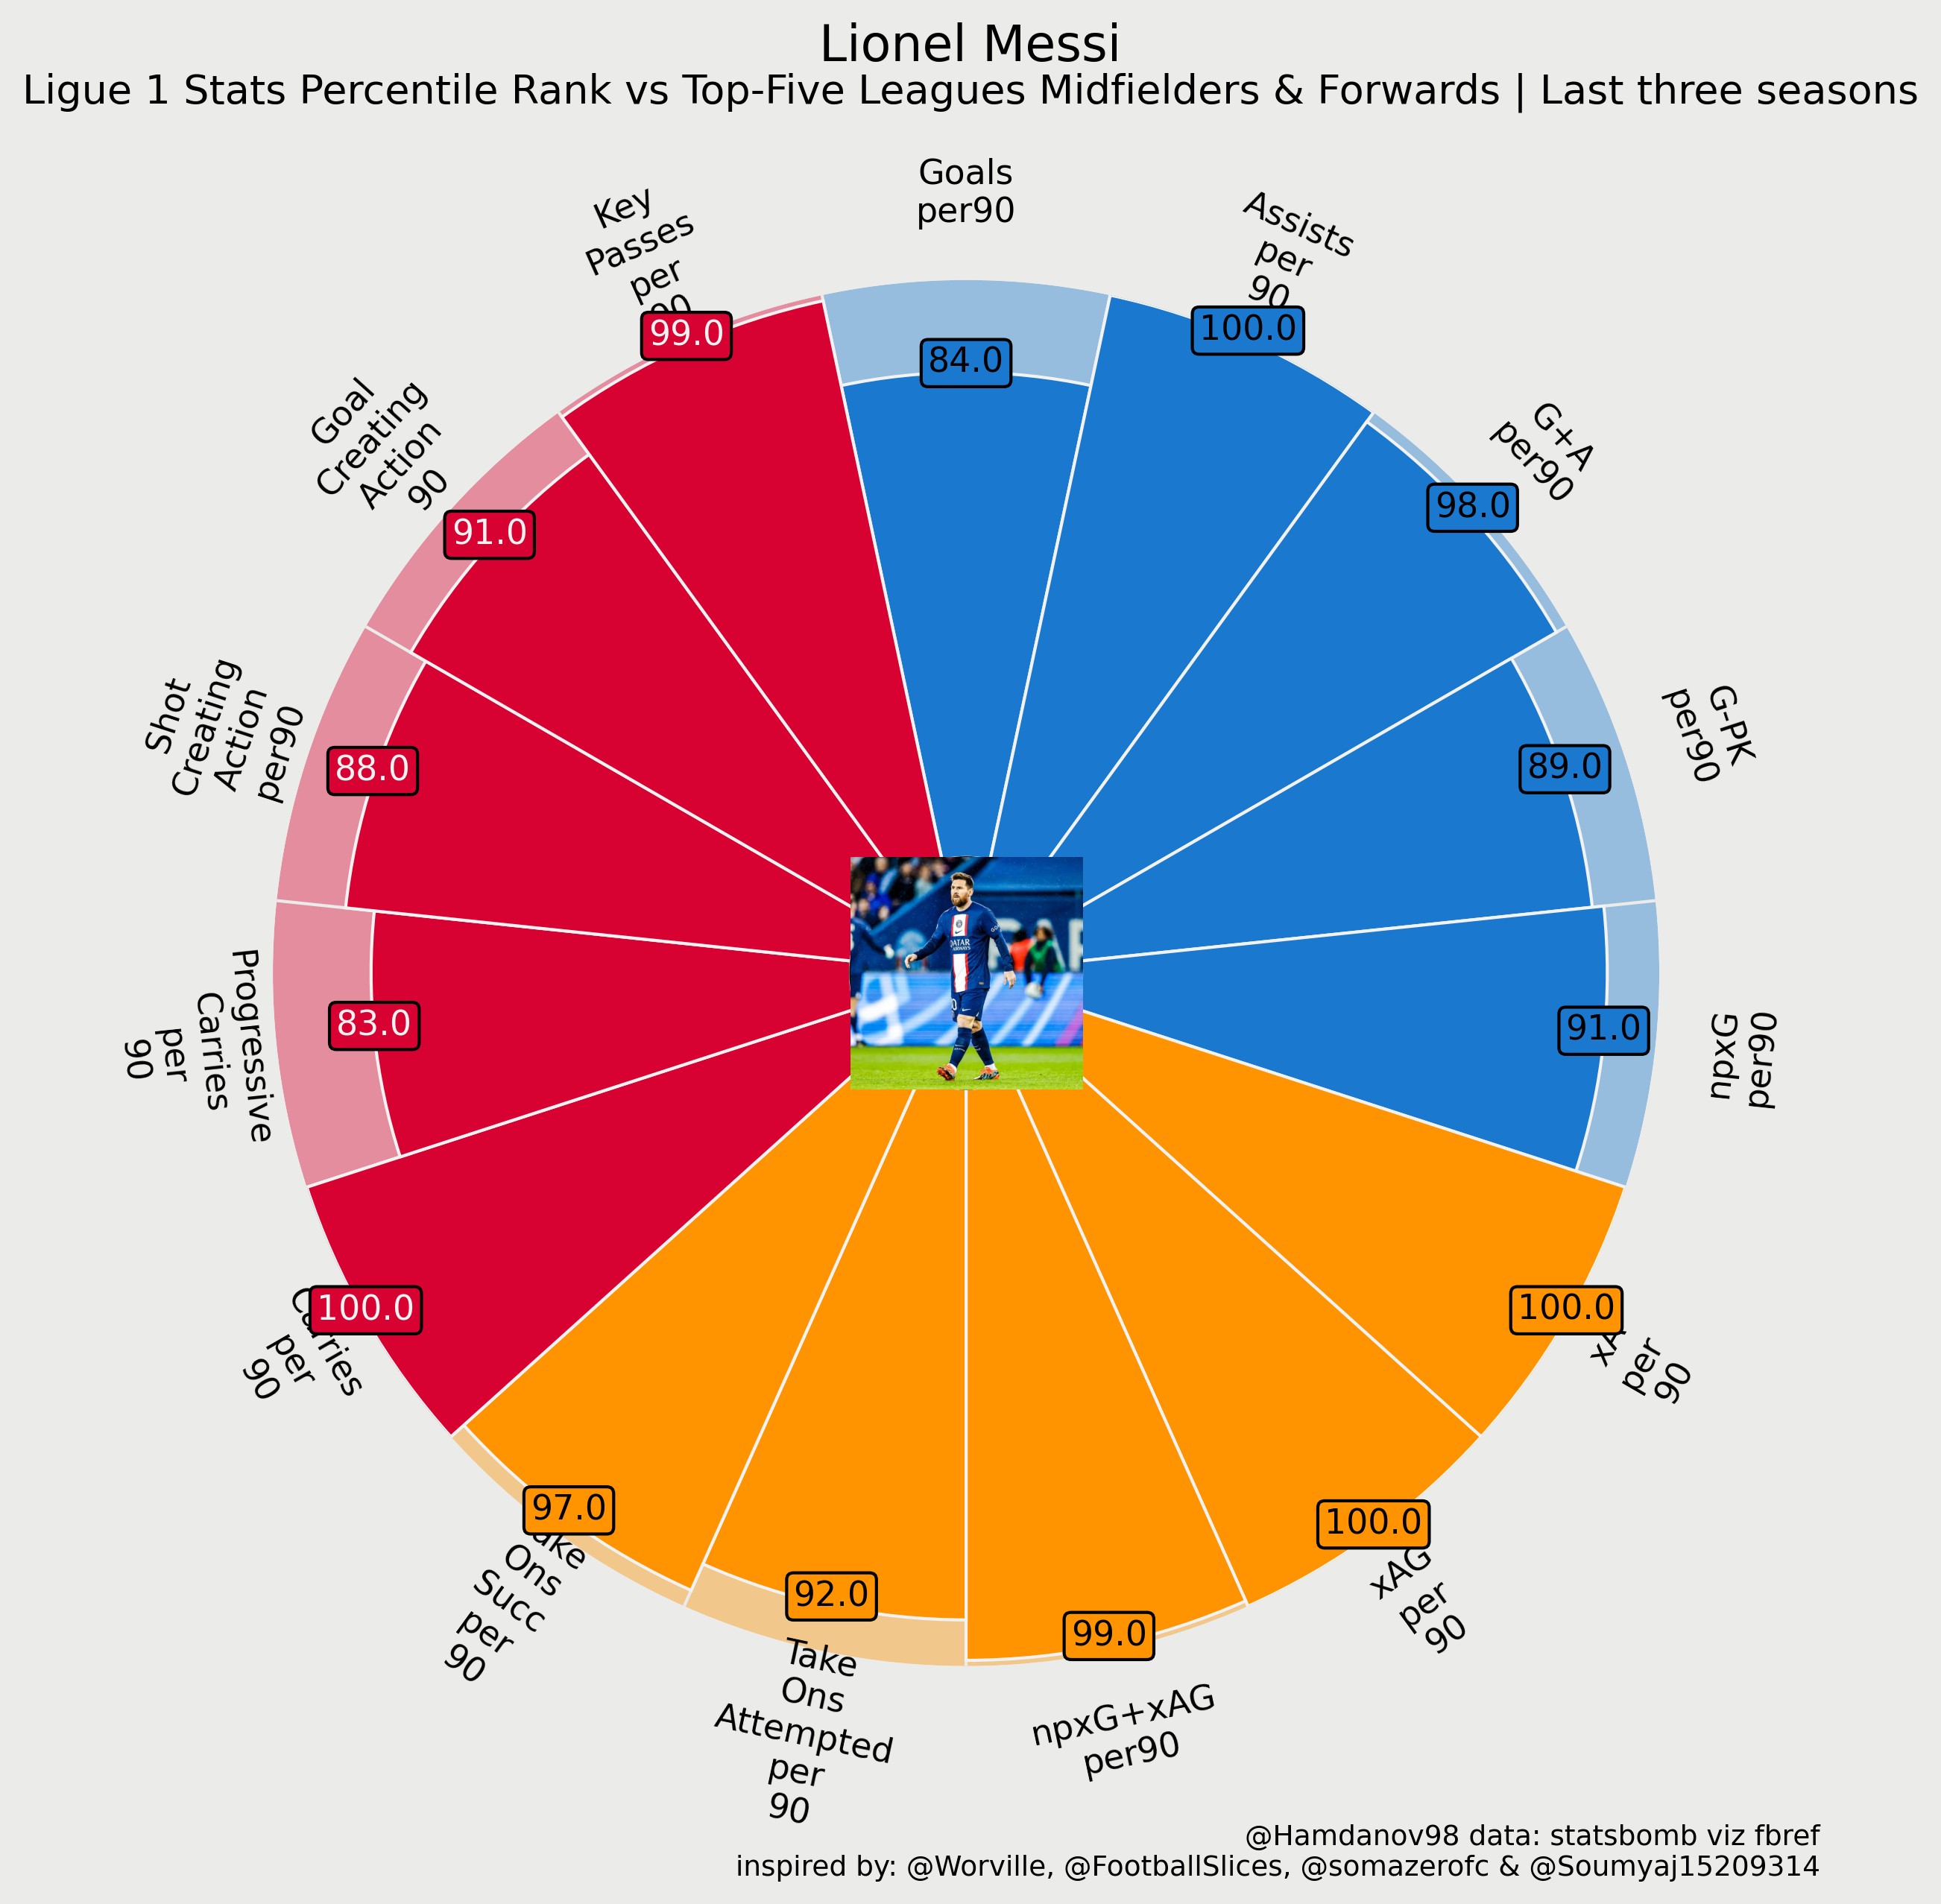 Lionel Messi
Ligue 1 Stats Percentile Rank vs Top-Five Leagues Midfielders & Forwards | Last three seasons
Goals
per90
84.0
Assists
per
90
100.0
G+A
per90
98.0
G-PK
per90
89.0
npxG
per90
91.0
100.0
xA
per
90
100.0
xAG
per
90
99.0
npxG+xAG
per90
92.0
Take
Ons
Attempted
per
90
97.0
Take
Ons
Succ
per
90
100.0
Carries
per
90
83.0
Progressive
Carries
per
90
Shot
Creating
Action
per90
88.0
Goal
Creating
Action
90
91.0
Key
Passes
per
90
99.0
QATAR
AIRWAYS
@Hamdanov98 data: statsbomb viz fbref
inspired by: @Worville, @FootballSlices, @somazerofc & @Soumyaj15209314